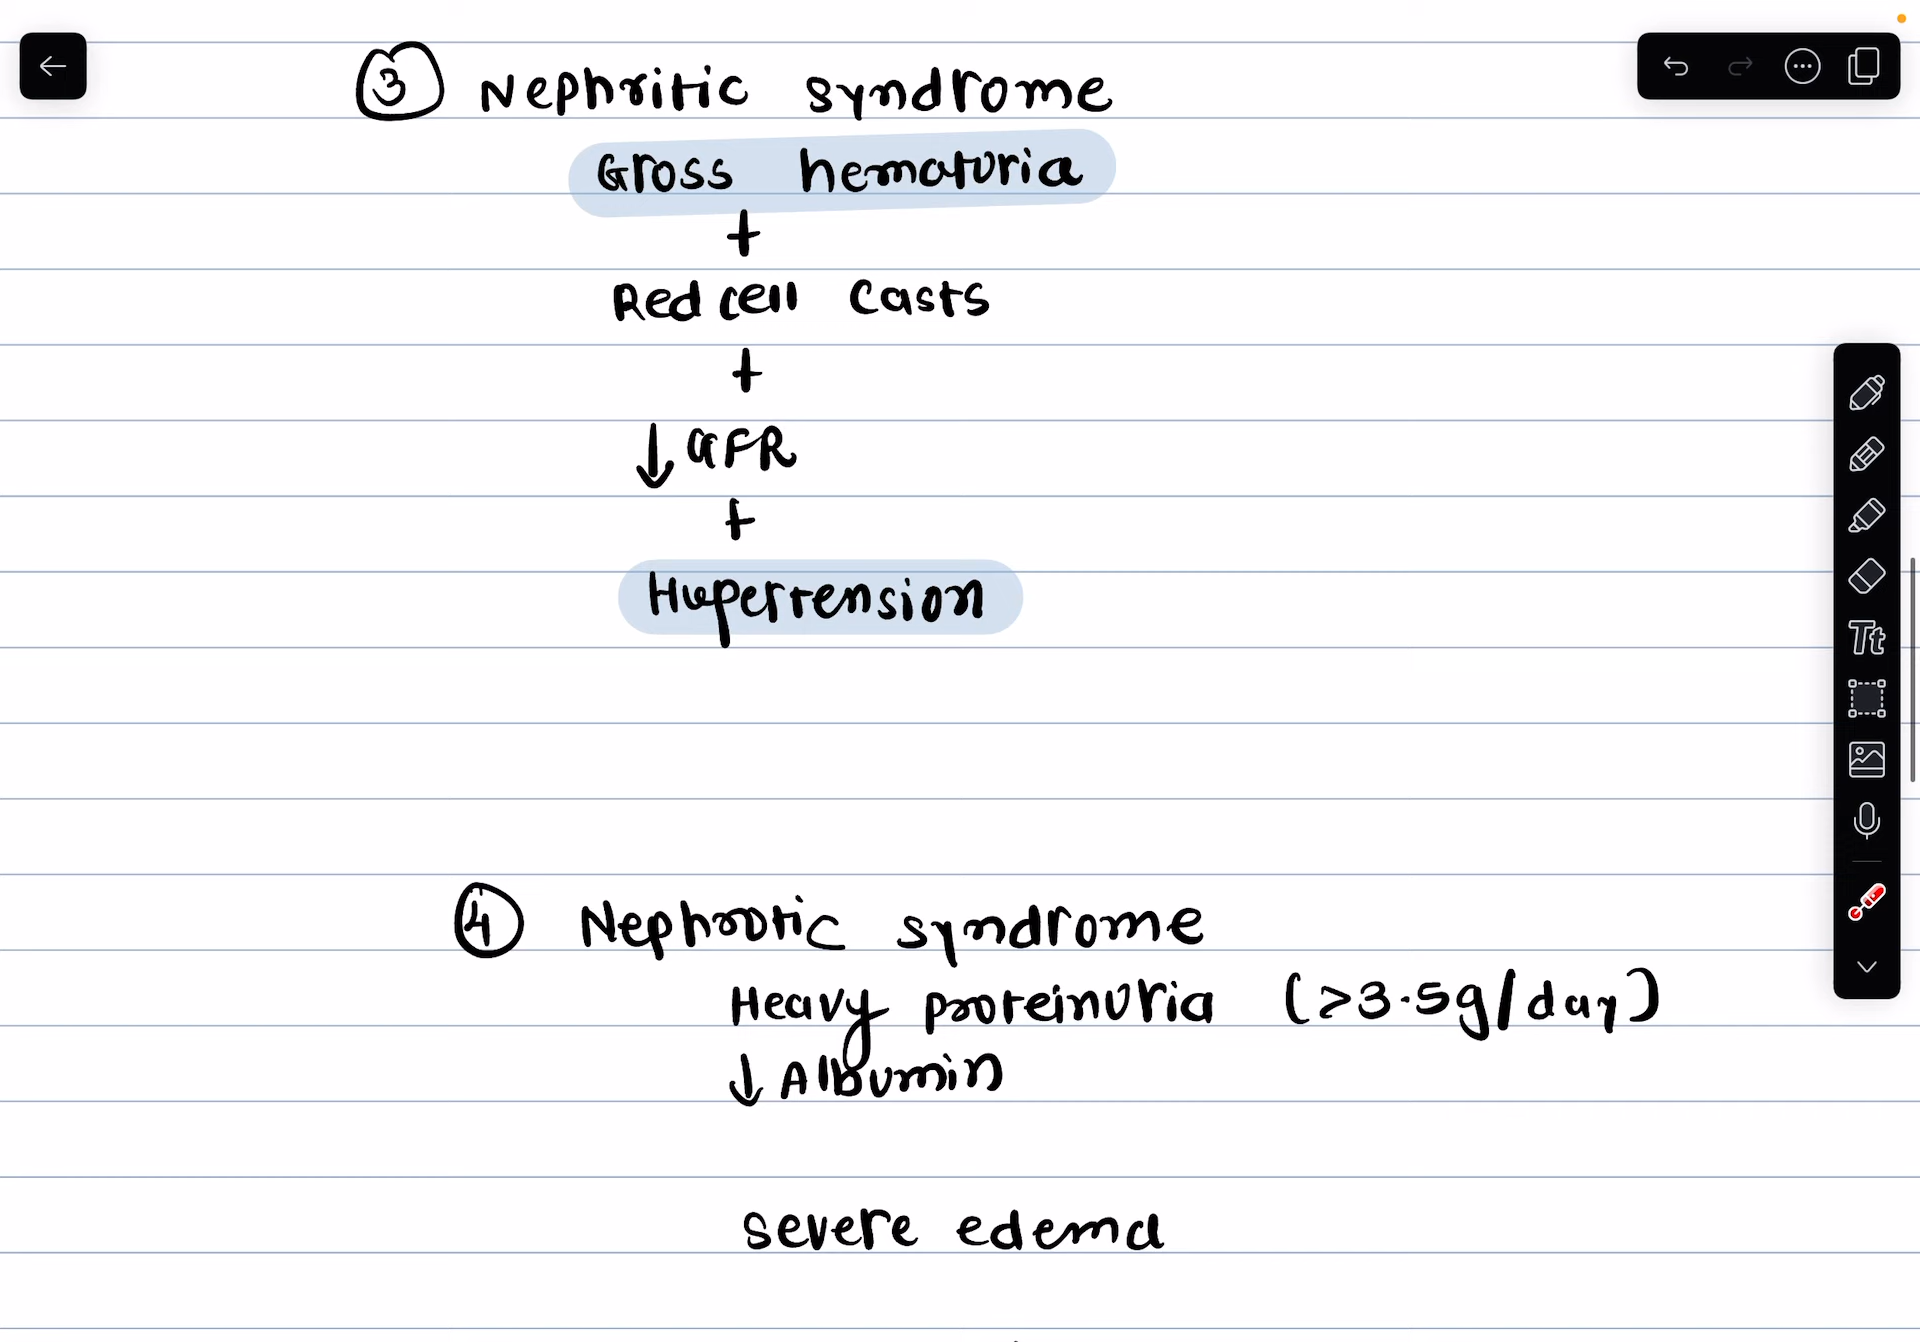 ③ Nephritic syndrome
Gross hematuria
+
Red cell casts
+
↓ GFR
+
Hypertension
④ Nephrotic syndrome
Heavy proteinuria (>3.5g/day)
↓ Albumin
severe edema
Tt